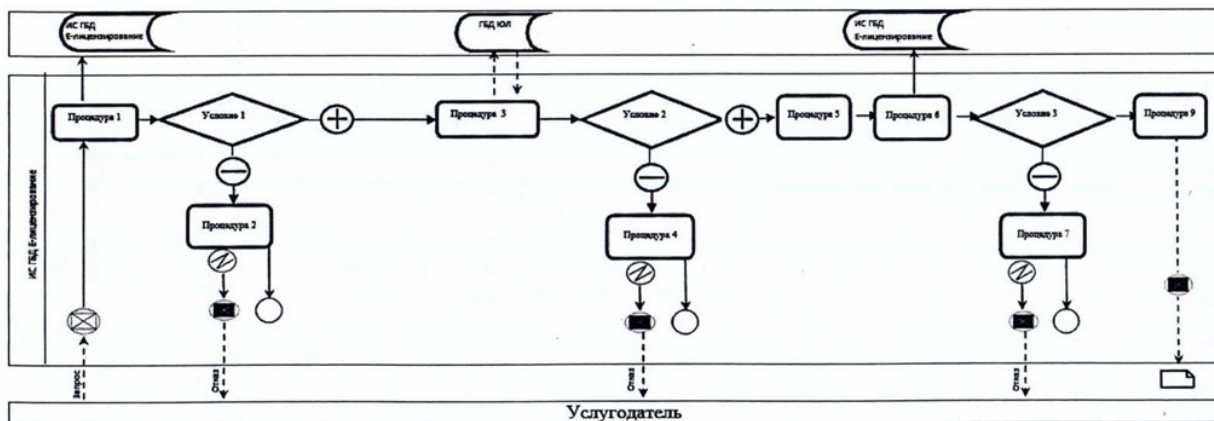 ИС ГБД
Е-лицензирование
ГБД ЮЛ
ИС ГБД
Е-лицензирование
ИС ГБД Е-лицензирование
Процедура 1
Условие 1
Процедура 3
Условие 2
Процедура 5
Процедура 6
Условие 3
Процедура 9
Процедура 2
Процедура 4
Процедура 7
Запрос
Отказ
Отказ
Отказ
Услугодатель